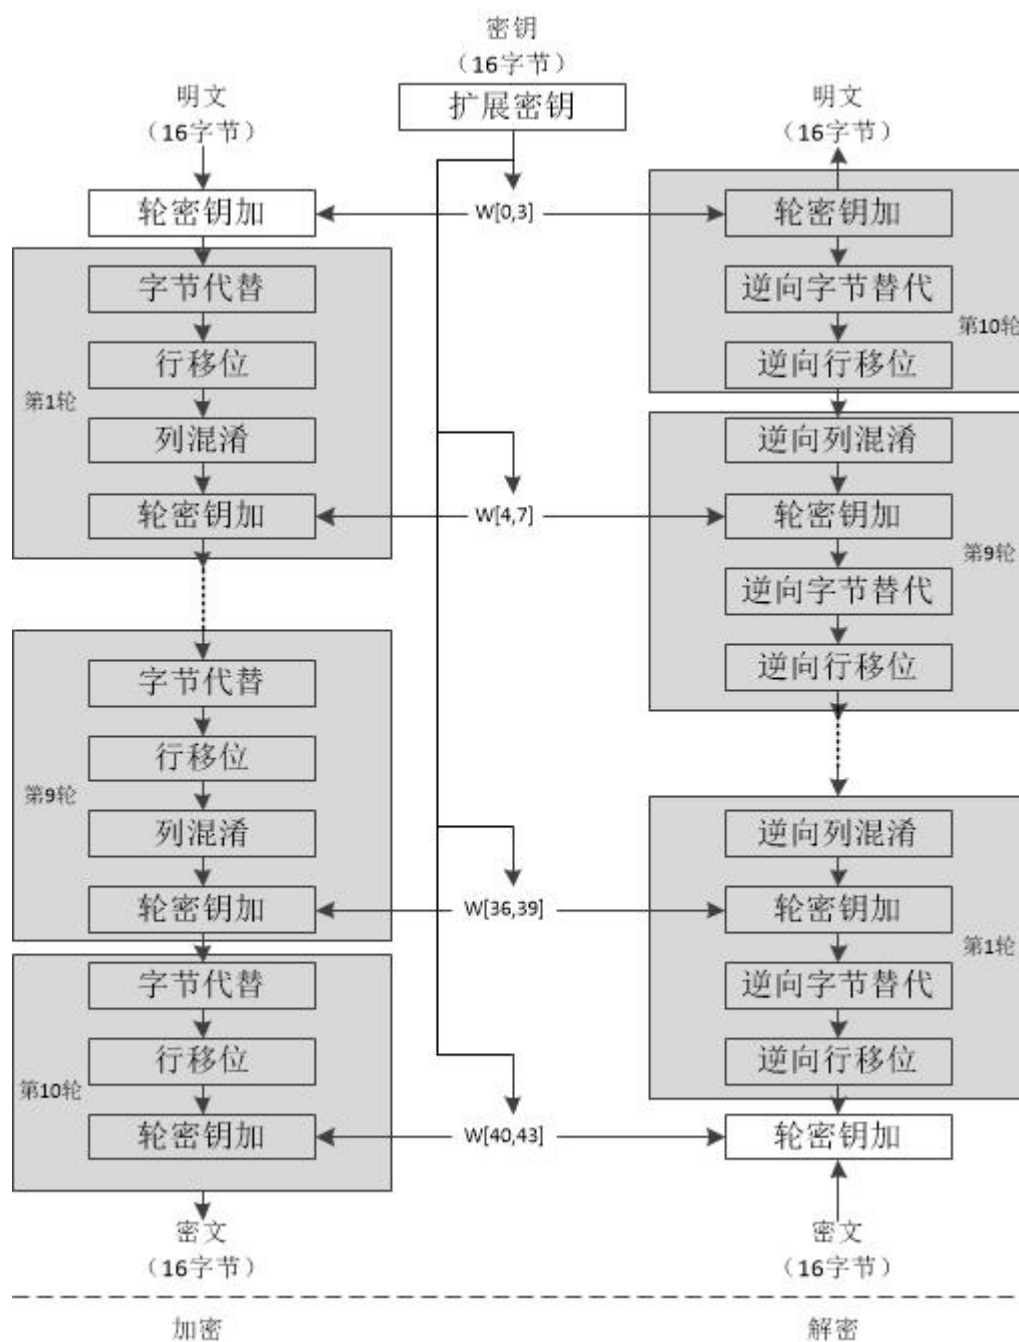 密钥
（16字节）
扩展密钥
明文
（16字节）
轮密钥加
第1轮
字节代替
行移位
列混淆
轮密钥加
第9轮
字节代替
行移位
列混淆
轮密钥加
第10轮
字节代替
行移位
轮密钥加
密文
（16字节）
加密
W[0,3]
W[4,7]
W[36,39]
W[40,43]
明文
（16字节）
轮密钥加
逆向字节替代
第10轮
逆向行移位
逆向列混淆
轮密钥加
第9轮
逆向字节替代
逆向行移位
逆向列混淆
轮密钥加
第1轮
逆向字节替代
逆向行移位
轮密钥加
密文
（16字节）
解密